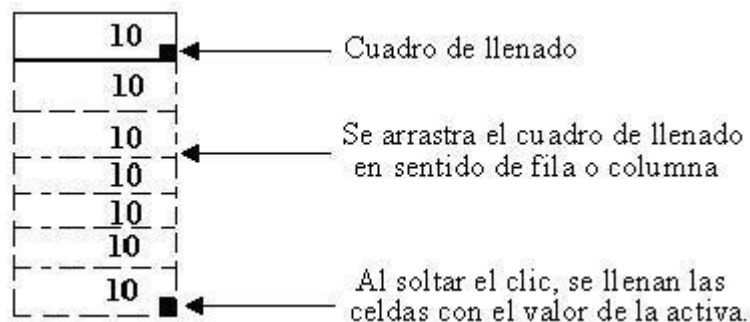 10
Cuadro de llenado
10
10
Se arrastra el cuadro de llenado
en sentido de fila o columna
10
10
10
10
Al soltar el clic, se llenan las
celdas con el valor de la activa.